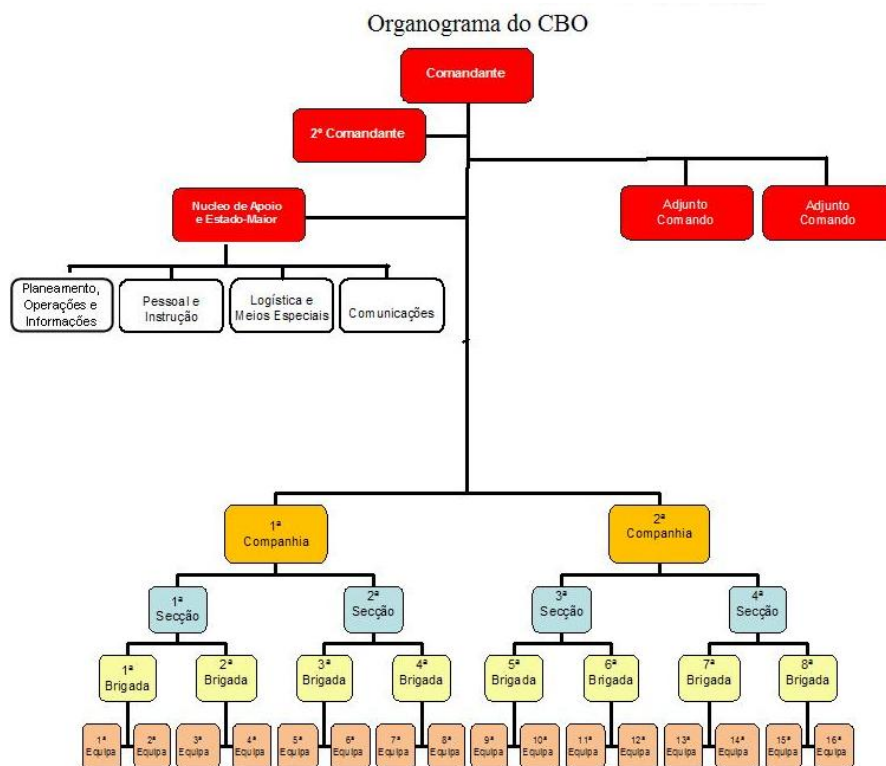 Organograma do CBO
Comandante
2º Comandante
Nucleo de Apoio
e Estado-Maior
Adjunto
Comando
Adjunto
Comando
Planeamento,
Operações e
Informações
Pessoal e
Instrução
Logística e
Meios Especiais
Comunicações
1ª
Companhia
2ª
Companhia
1ª
Secção
2ª
Secção
3ª
Secção
4ª
Secção
1ª
Brigada
2ª
Brigada
3ª
Brigada
4ª
Brigada
5ª
Brigada
6ª
Brigada
7ª
Brigada
8ª
Brigada
1ª
Equipa
2ª
Equipa
3ª
Equipa
4ª
Equipa
5ª
Equipa
6ª
Equipa
7ª
Equipa
8ª
Equipa
9ª
Equipa
10ª
Equipa
11ª
Equipa
12ª
Equipa
13ª
Equipa
14ª
Equipa
15ª
Equipa
16ª
Equipa